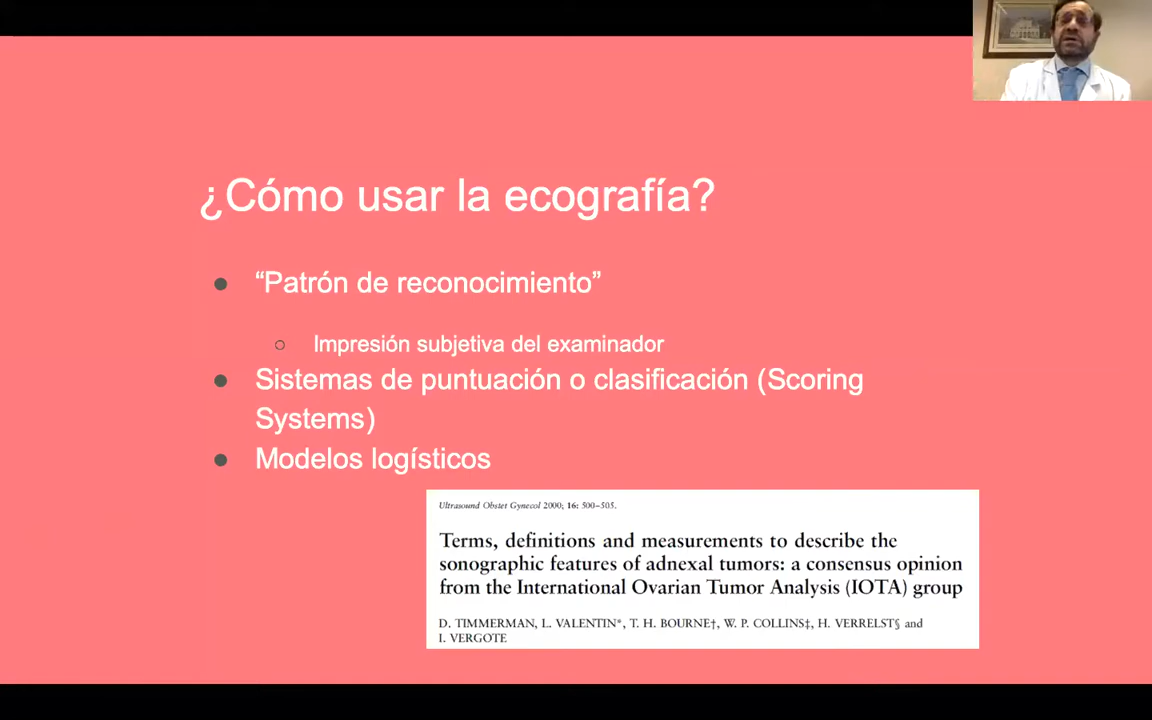 ¿Cómo usar la ecografía?
“Patrón de reconocimiento”
Impresión subjetiva del examinador
Sistemas de puntuación o clasificación (Scoring
Systems)
Modelos logísticos
Ultrasound Obstet Gynecol 2000; 16: 500–505.
Terms, definitions and measurements to describe the
sonographic features of adnexal tumors: a consensus opinion
from the International Ovarian Tumor Analysis (IOTA) group
D. TIMMERMAN, L. VALENTIN*, T. H. BOURNE†, W. P. COLLINS‡, H. VERRELST§ and
I. VERGOTE